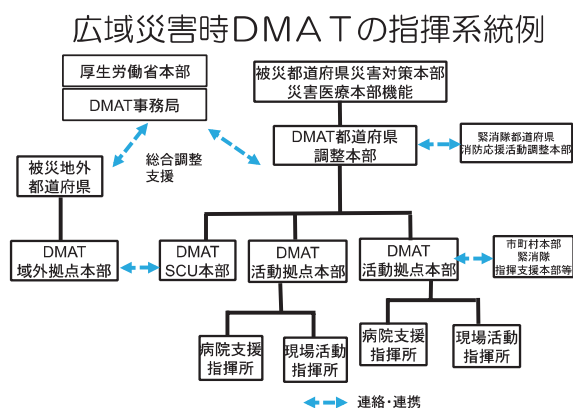 広域災害時DMATの指揮系統例
厚生労働省本部
DMAT事務局
被災都道府県災害対策本部
災害医療本部機能
DMAT都道府県
調整本部
緊消隊都道府県
消防応援活動調整本部
総合調整
支援
被災地外
都道府県
DMAT
域外拠点本部
DMAT
SCU本部
DMAT
活動拠点本部
DMAT
活動拠点本部
市町村本部
緊消隊
指揮支援本部等
病院支援
指揮所
現場活動
指揮所
病院支援
指揮所
現場活動
指揮所
連絡・連携